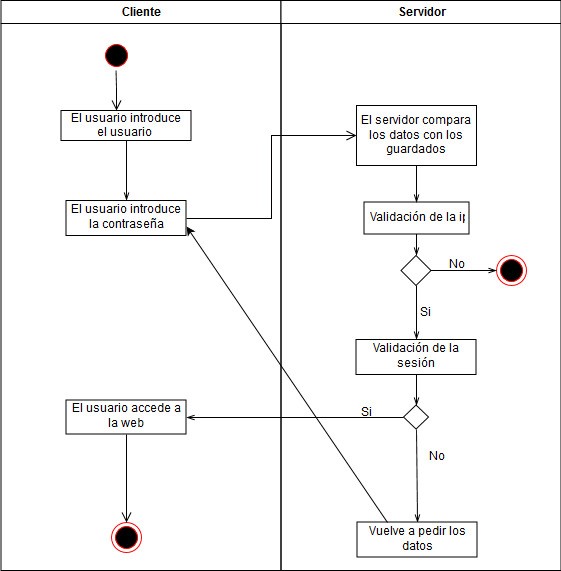 Cliente
Servidor
El usuario introduce
el usuario
El servidor compara
los datos con los
guardados
El usuario introduce
la contraseña
Validación de la ip
No
Si
Validación de la
sesión
El usuario accede a
la web
Si
No
Vuelve a pedir los
datos